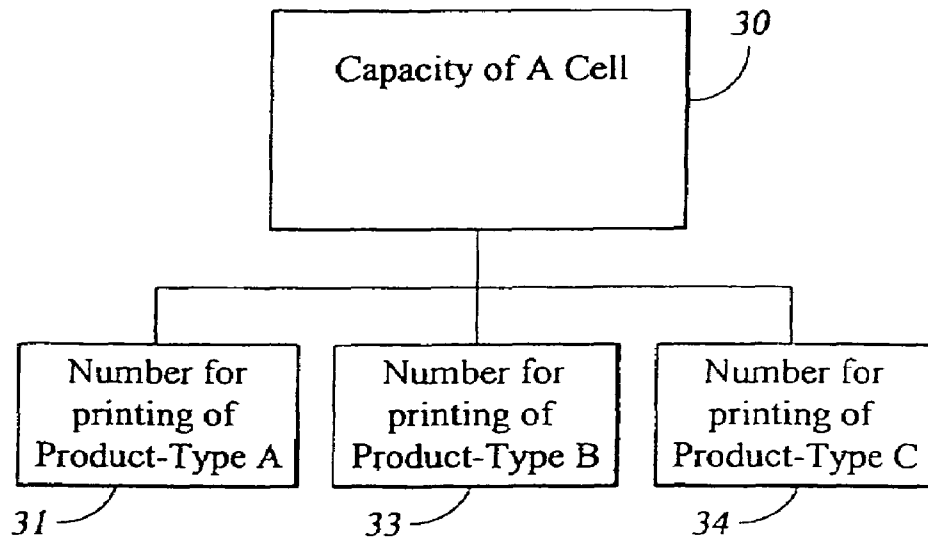 30
Capacity of A Cell
Number for
printing of
Product-Type A
Number for
printing of
Product-Type B
Number for
printing of
Product-Type C
31
33
34